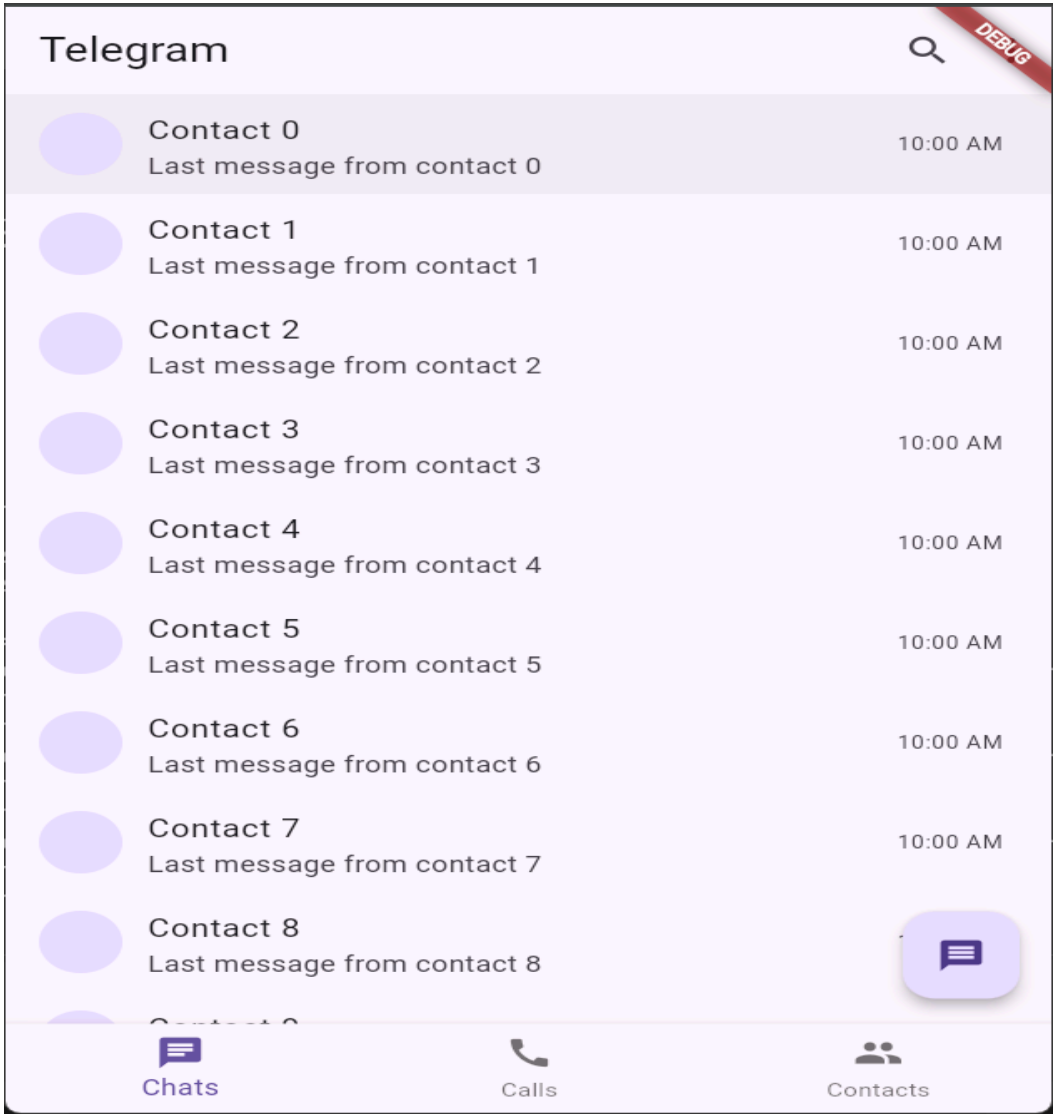 Telegram
DEBUG
Contact 0
Last message from contact 0
10:00 AM
Contact 1
Last message from contact 1
10:00 AM
Contact 2
Last message from contact 2
10:00 AM
Contact 3
Last message from contact 3
10:00 AM
Contact 4
Last message from contact 4
10:00 AM
Contact 5
Last message from contact 5
10:00 AM
Contact 6
Last message from contact 6
10:00 AM
Contact 7
Last message from contact 7
10:00 AM
Contact 8
Last message from contact 8
Chats
Calls
Contacts